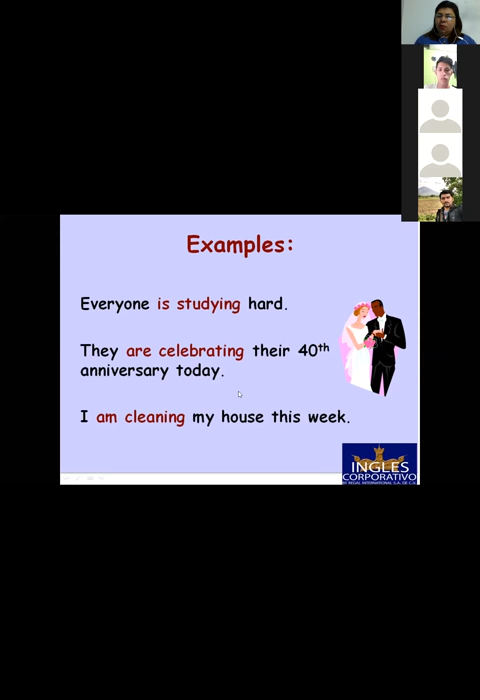 Examples:
Everyone is studying hard.
They are celebrating their 40th
anniversary today.
I am cleaning my house this week.
INGLES
CORPORATIVO